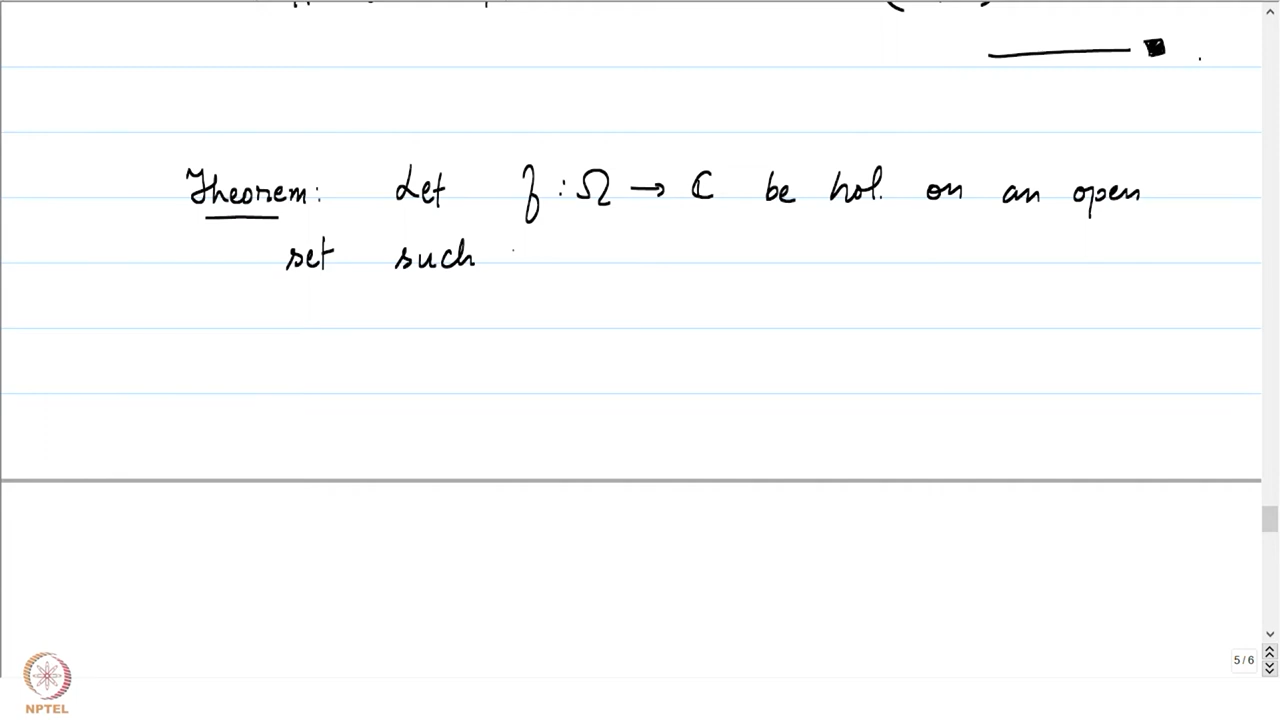 Theorem: Let f : Ω → ℂ be hol. on an open
set such
5 / 6
NPTEL